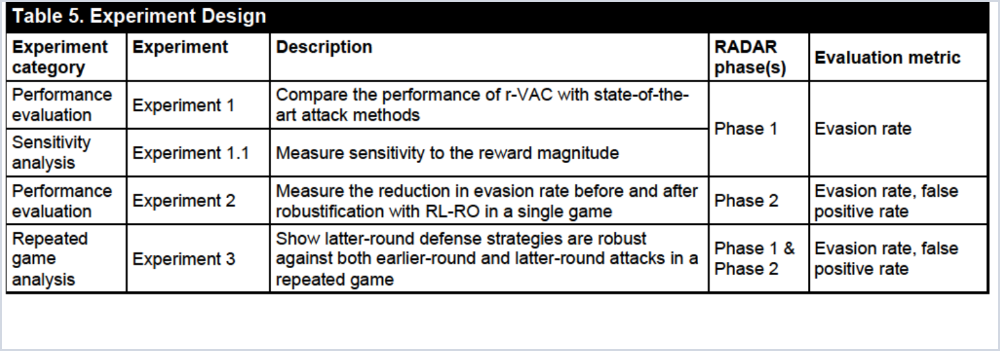 Table 5. Experiment Design
Experiment
category
Experiment
Description
RADAR
phase(s)
Evaluation metric
Performance
evaluation
Experiment 1
Compare the performance of r-VAC with state-of-the-
art attack methods
Phase 1
Evasion rate
Sensitivity
analysis
Experiment 1.1
Measure sensitivity to the reward magnitude
Performance
evaluation
Experiment 2
Measure the reduction in evasion rate before and after
robustification with RL-RO in a single game
Phase 2
Evasion rate, false
positive rate
Repeated
game
analysis
Experiment 3
Show latter-round defense strategies are robust
against both earlier-round and latter-round attacks in a
repeated game
Phase 1 &
Phase 2
Evasion rate, false
positive rate